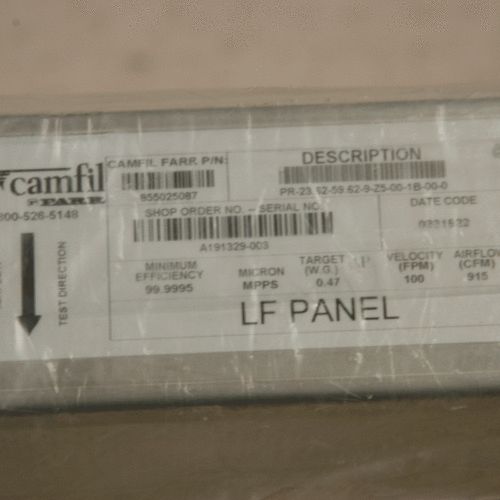 camfil
FARR
800-526-5148
TEST DIRECTION
CAMFIL FARR P/N:
955025087
DESCRIPTION
PR-23.62-59.62-9-Z5-00-1B-00-0
SHOP ORDER NO. – SERIAL NO.
A191329-003
DATE CODE
MINIMUM
EFFICIENCY
99.9995
MICRON
MPPS
TARGET
(W.G.)
0.47
VELOCITY
(FPM)
100
AIRFLOW
(CFM)
915
LF PANEL